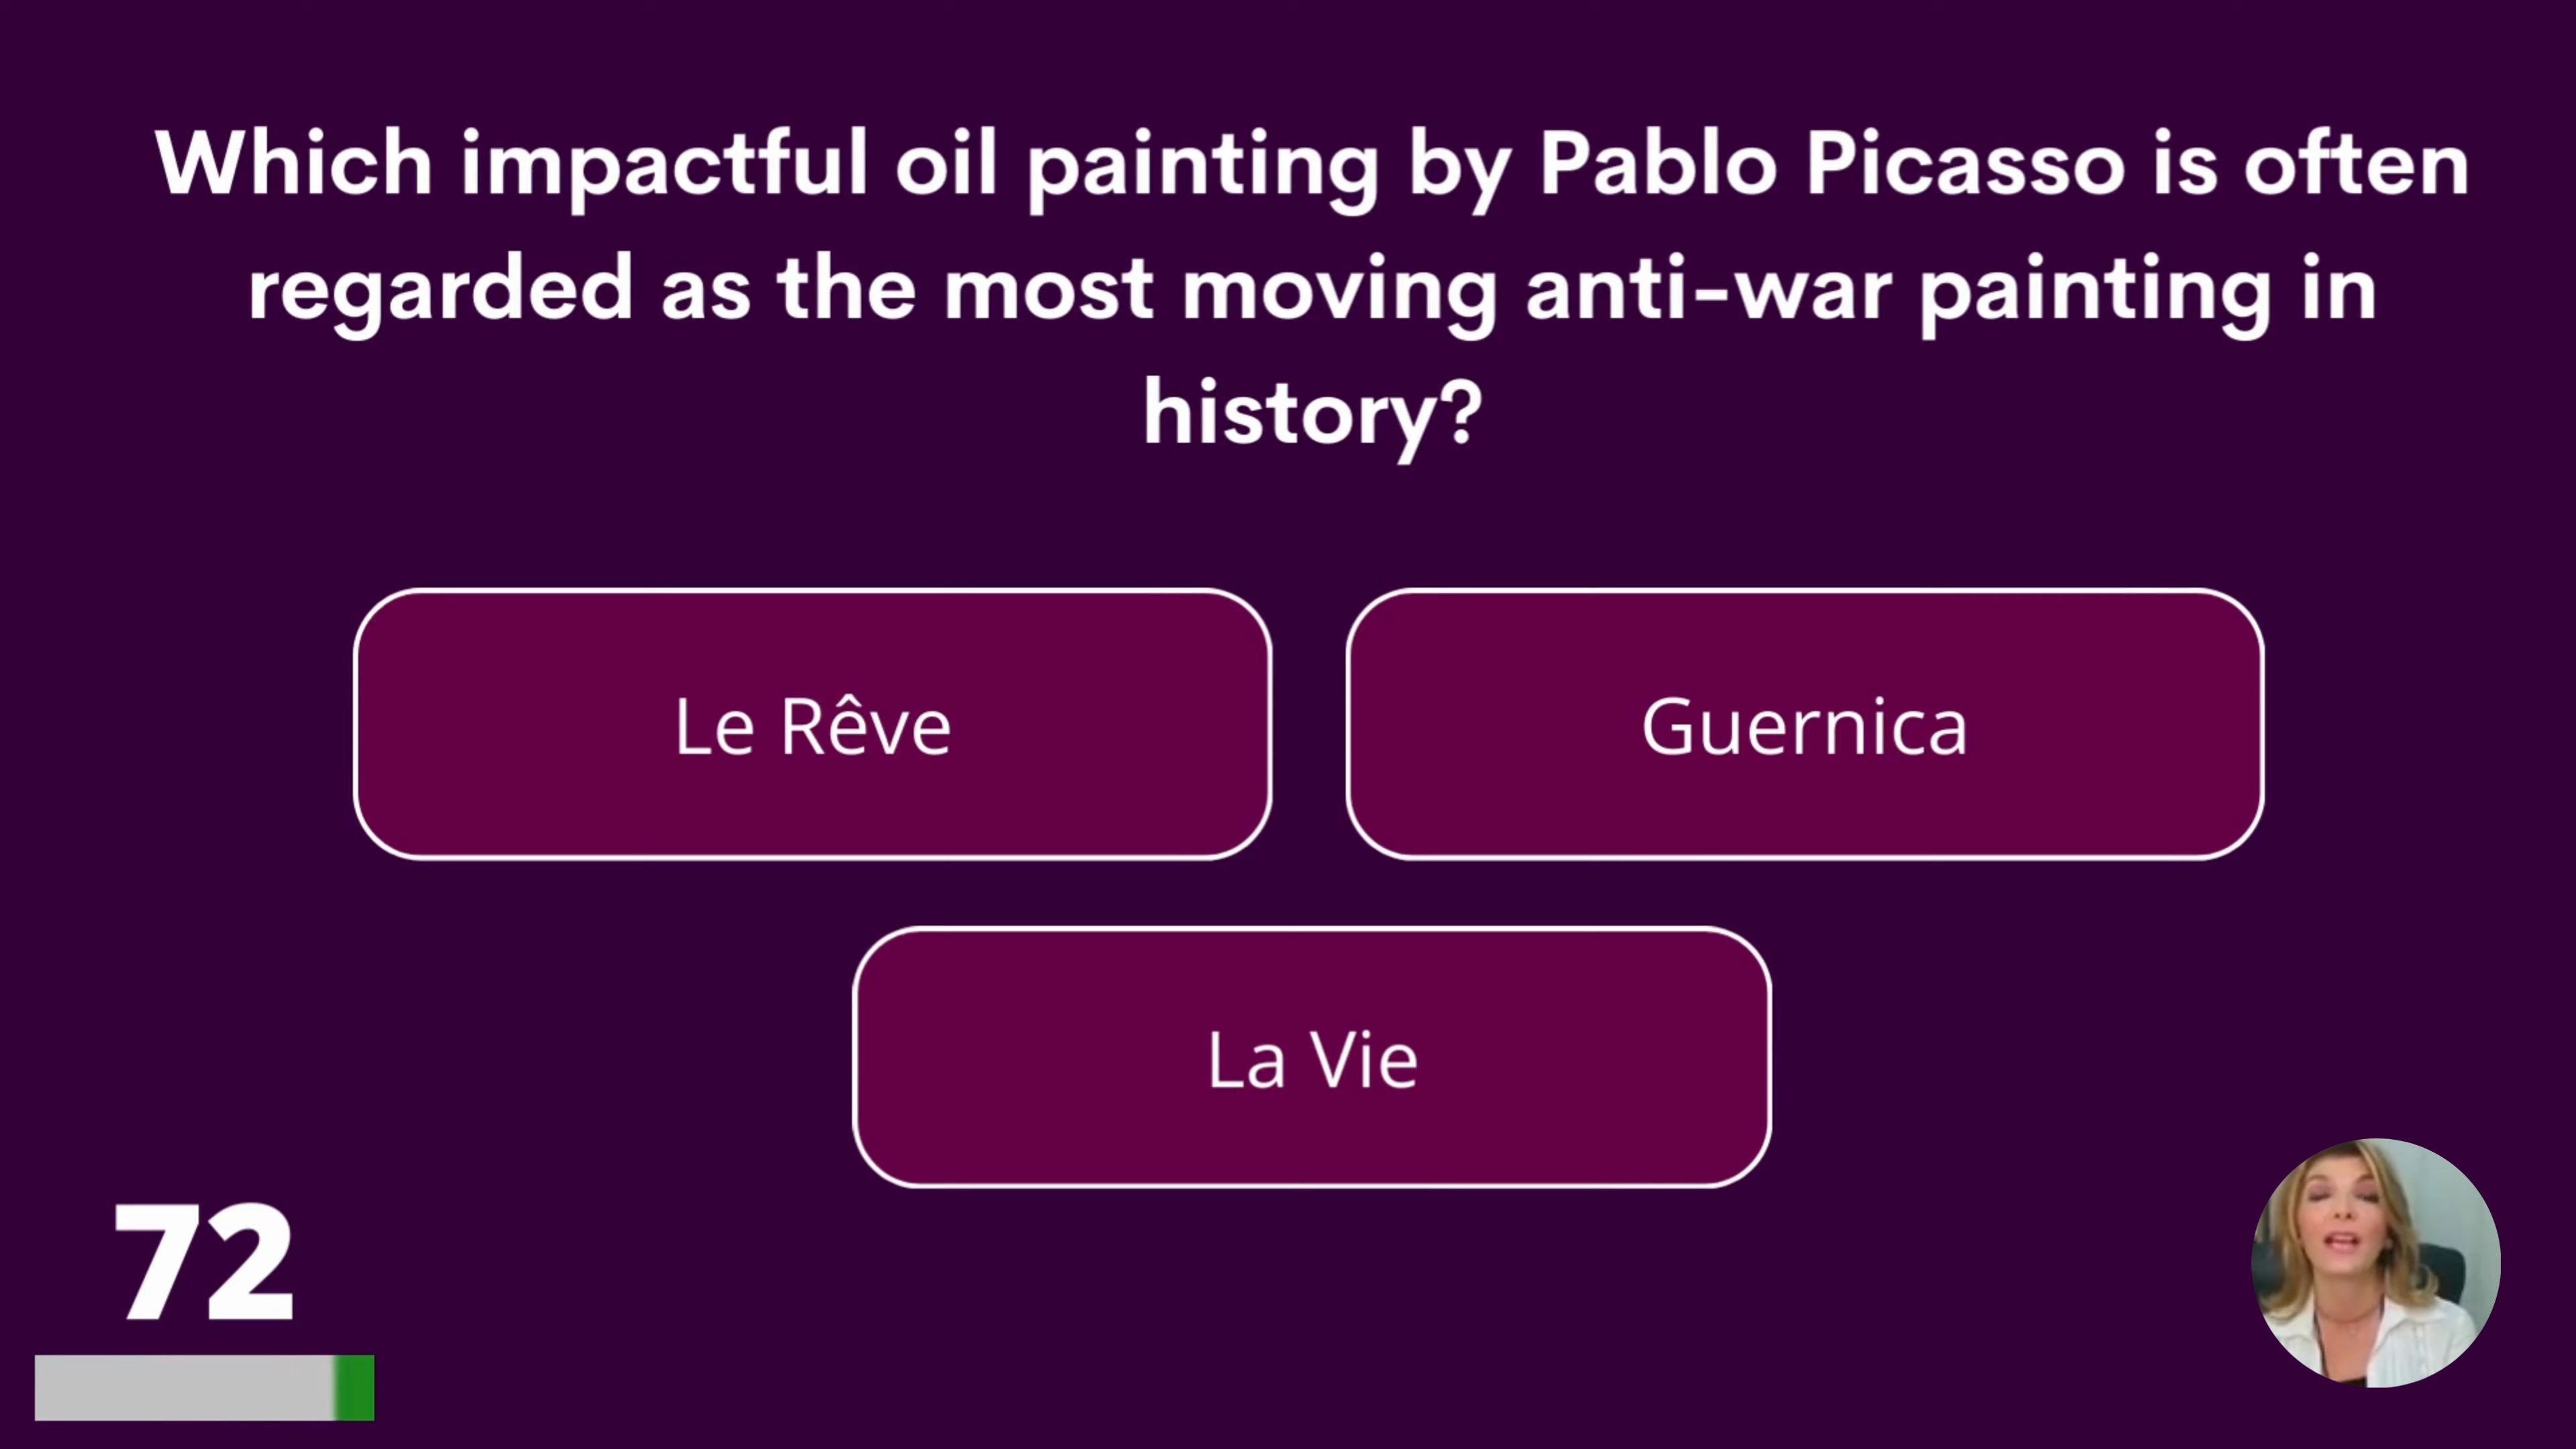 Which impactful oil painting by Pablo Picasso is often
regarded as the most moving anti-war painting in
history?
Le Rêve
Guernica
La Vie
72